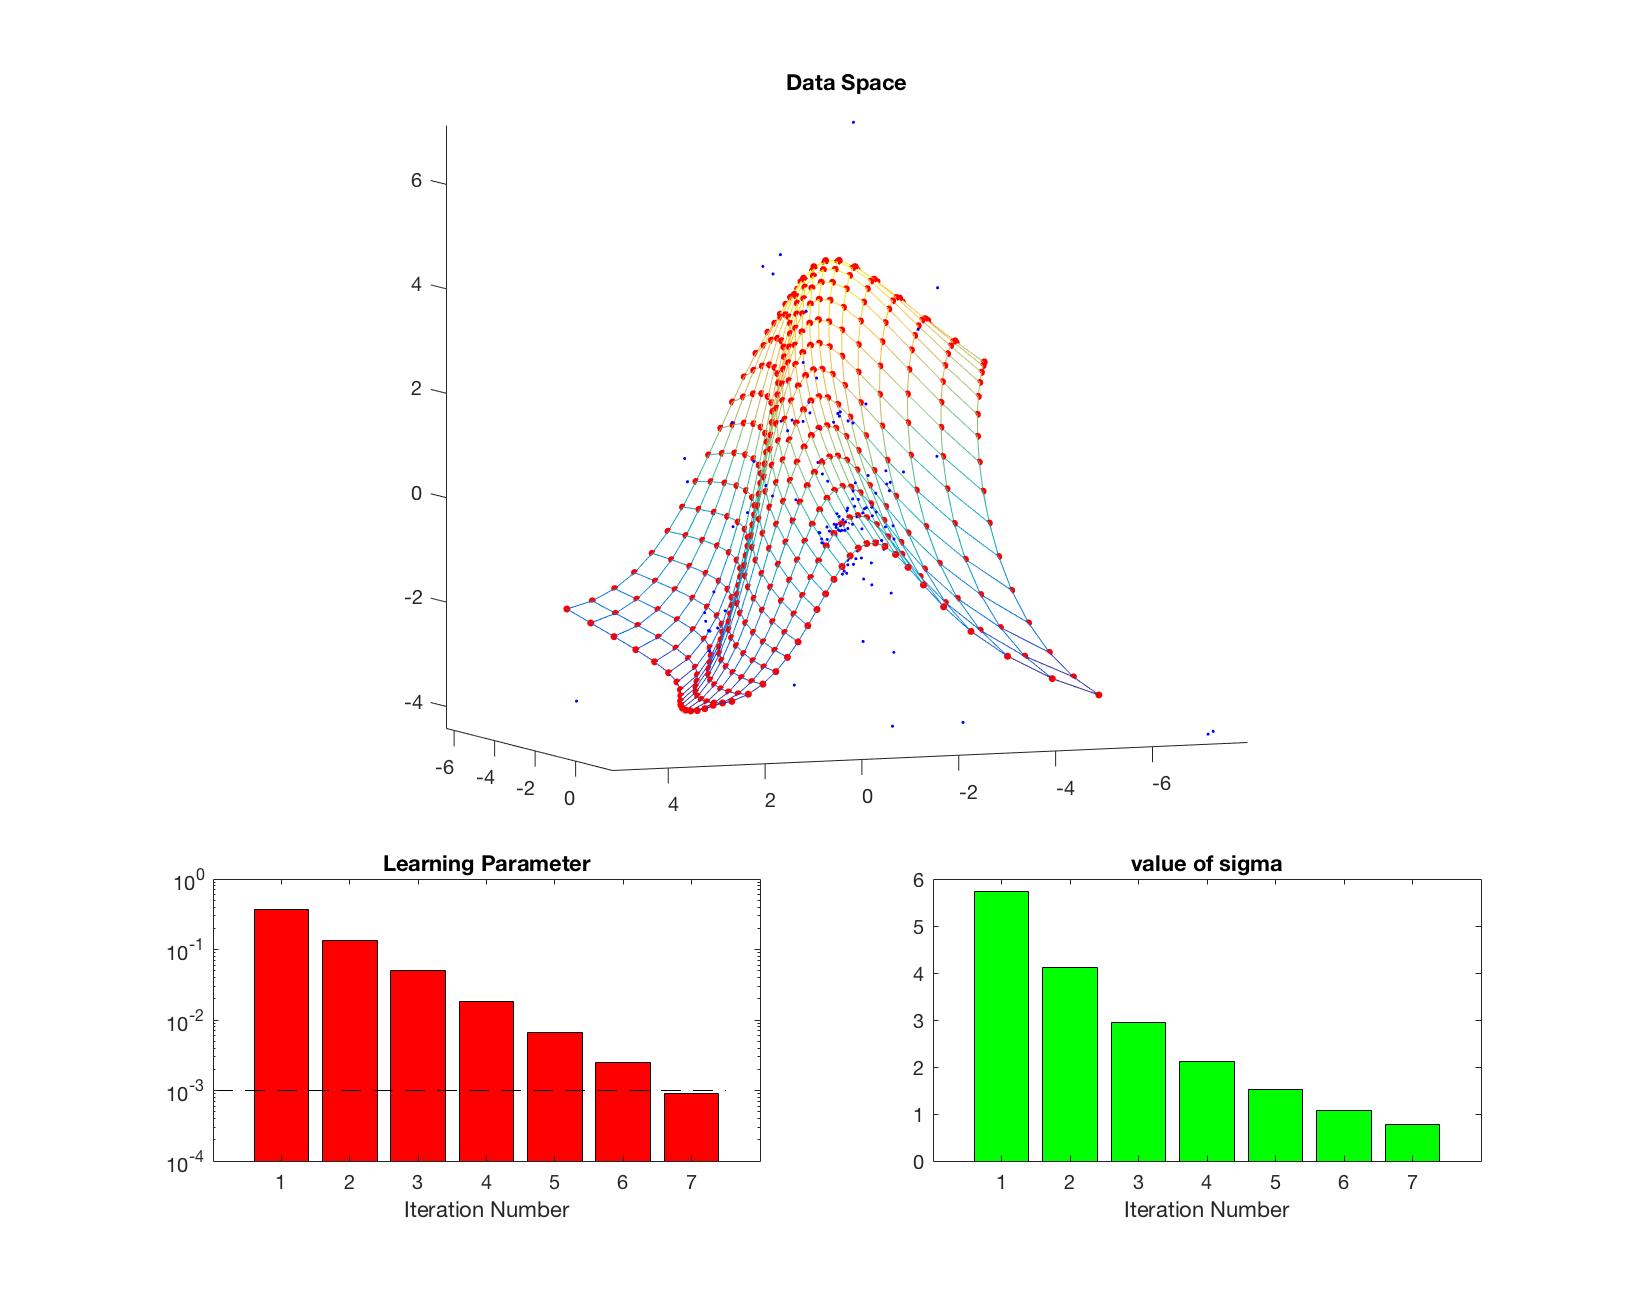 Data Space
6
4
2
0
-2
-4
-6 -4 -2 0
4 2 0 -2 -4 -6
Learning Parameter
10^0
10^-1
10^-2
10^-3
10^-4
1 2 3 4 5 6 7
Iteration Number
value of sigma
6
5
4
3
2
1
0
1 2 3 4 5 6 7
Iteration Number